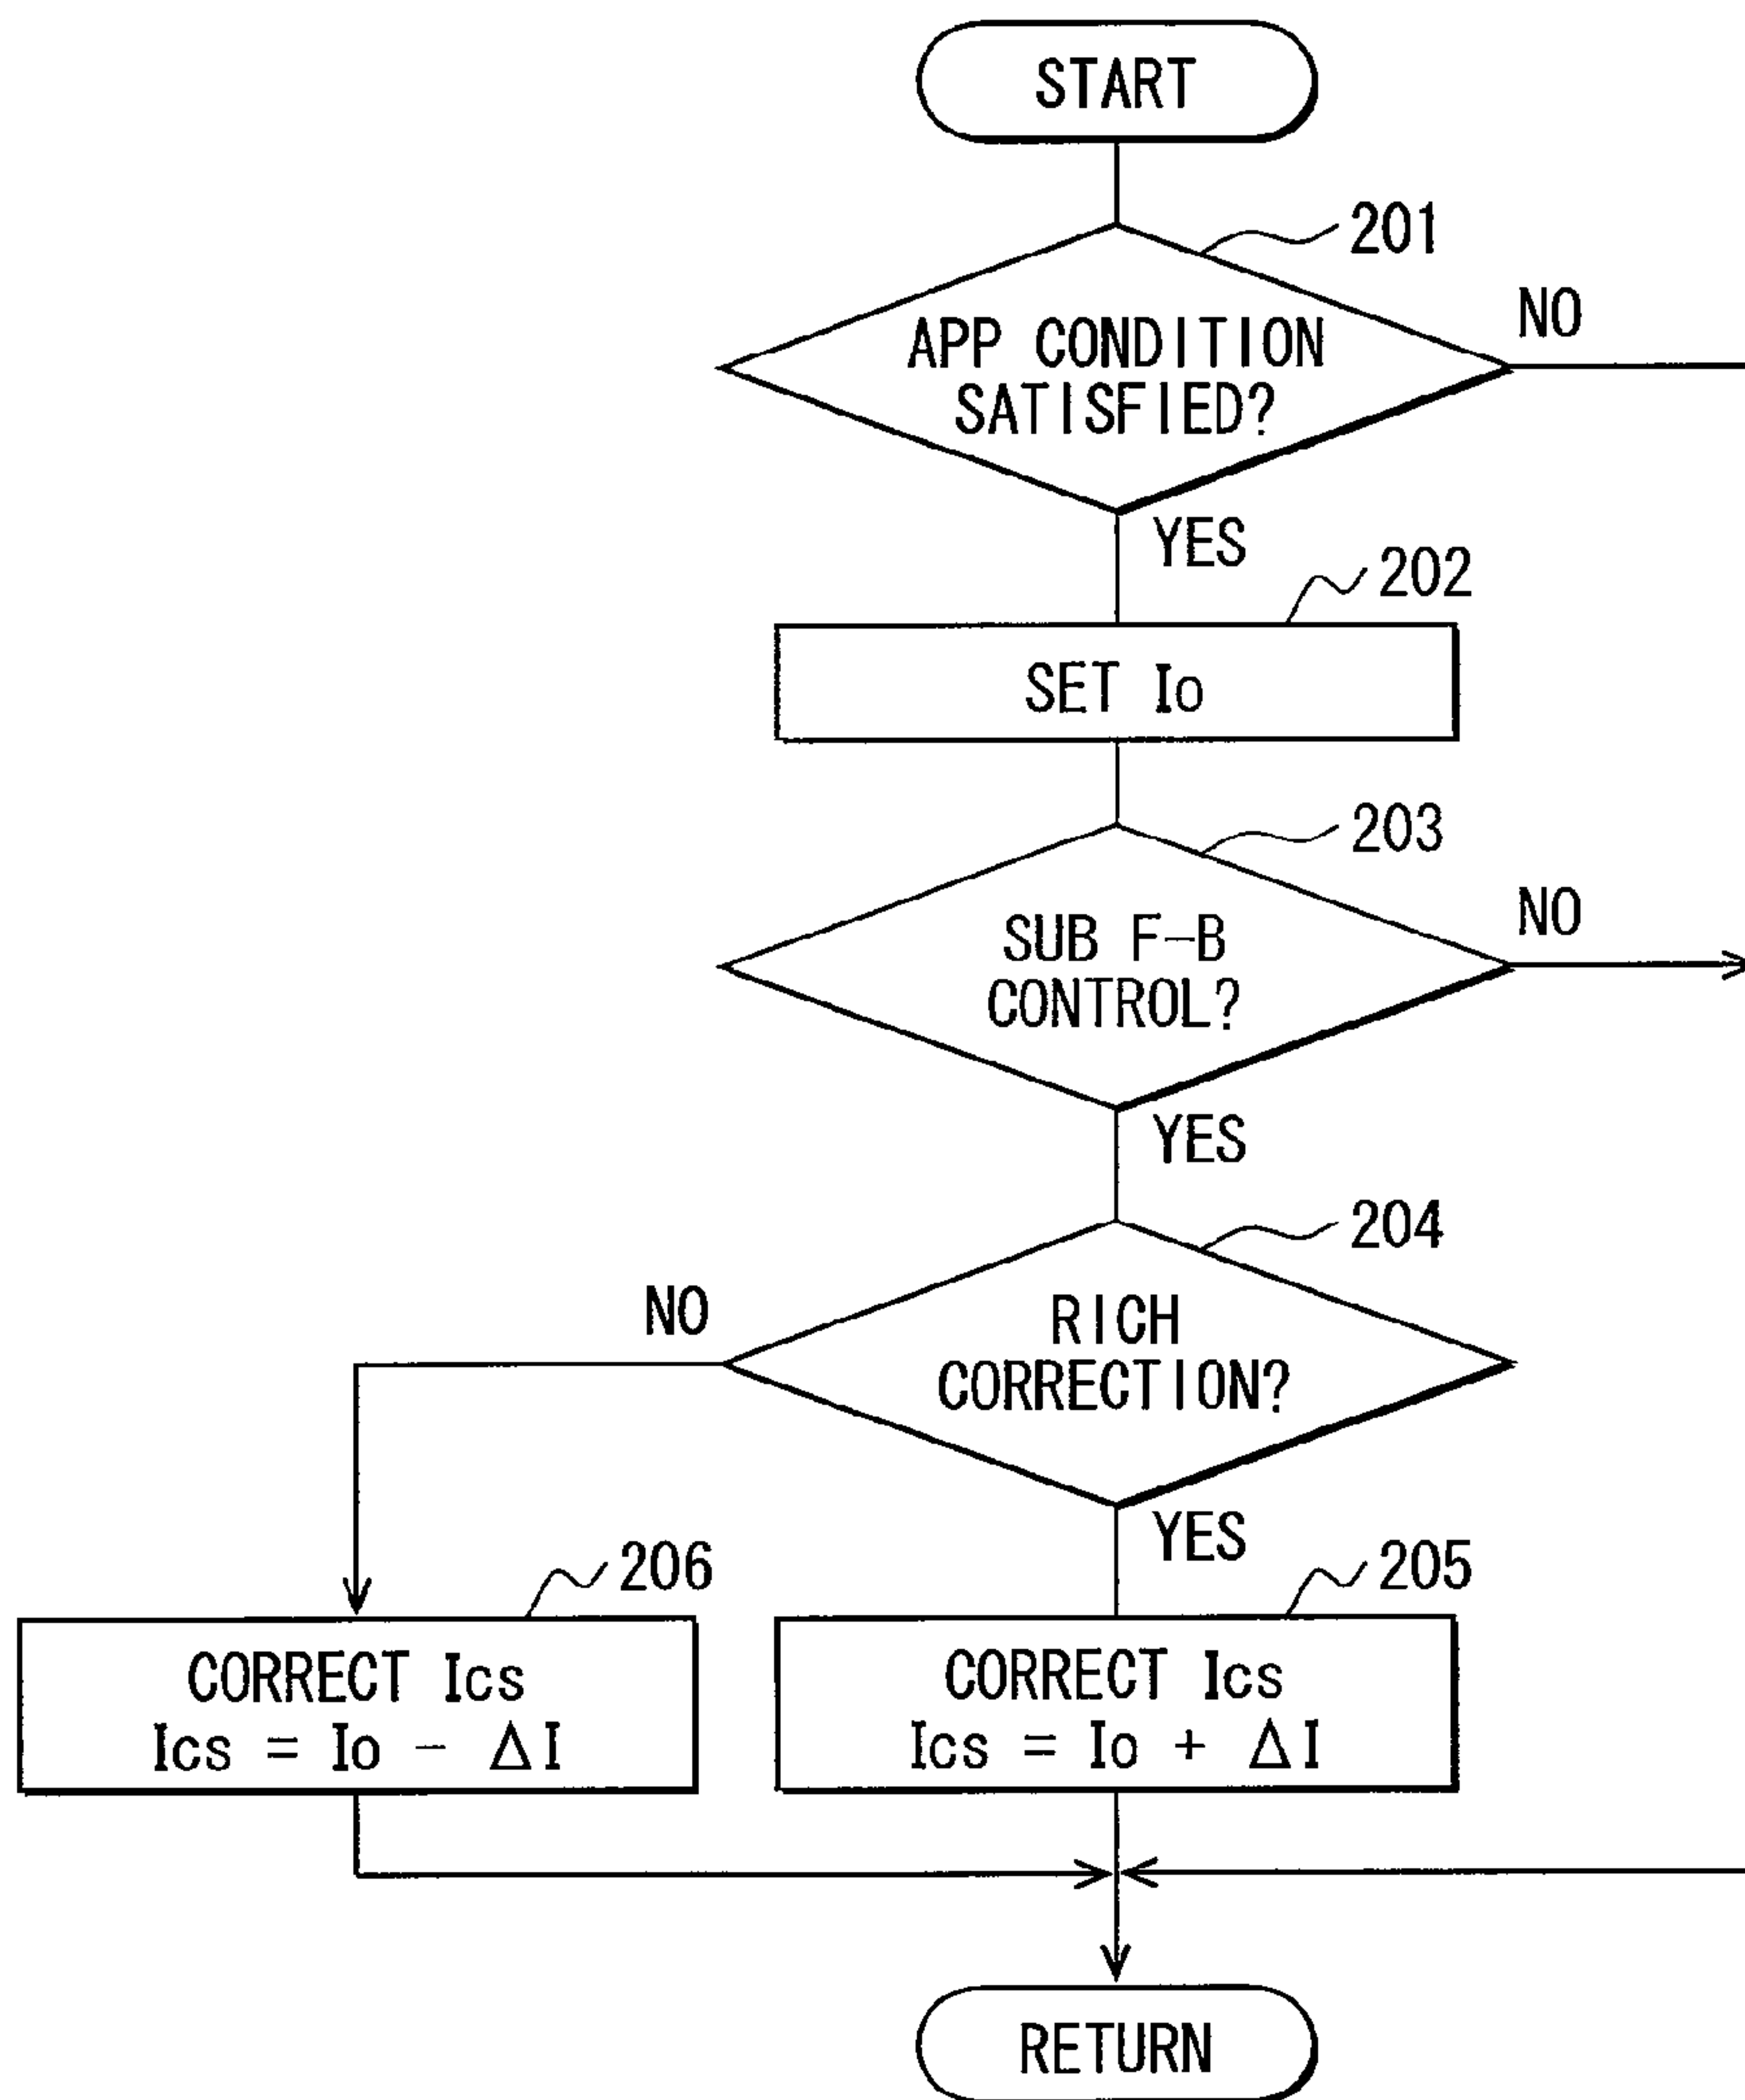 START
201
APP CONDITION
SATISFIED?
NO
YES
202
SET Io
203
SUB F-B
CONTROL?
NO
YES
204
RICH
CORRECTION?
NO
YES
206
CORRECT Ics
Ics = Io - ΔI
205
CORRECT Ics
Ics = Io + ΔI
RETURN